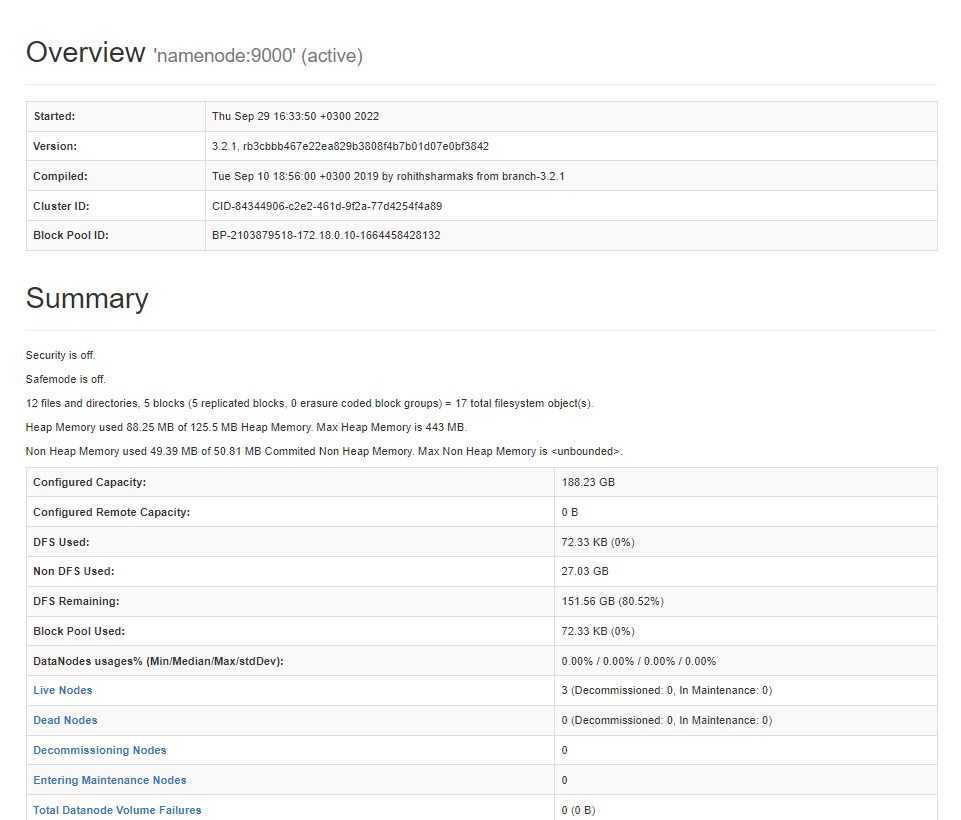 Overview 'namenode:9000' (active)
Started: Thu Sep 29 16:33:50 +0300 2022
Version: 3.2.1, rb3cbbb467e22ea829b3808f4b7b01d07e0bf3842
Compiled: Tue Sep 10 18:56:00 +0300 2019 by rohithsharmaks from branch-3.2.1
Cluster ID: CID-84344906-c2e2-461d-9f2a-77d4254f4a89
Block Pool ID: BP-2103879518-172.18.0.10-1664458428132
Summary
Security is off.
Safemode is off.
12 files and directories, 5 blocks (5 replicated blocks, 0 erasure coded block groups) = 17 total filesystem object(s).
Heap Memory used 88.25 MB of 125.5 MB Heap Memory. Max Heap Memory is 443 MB.
Non Heap Memory used 49.39 MB of 50.81 MB Commited Non Heap Memory. Max Non Heap Memory is <unbounded>.
Configured Capacity: 188.23 GB
Configured Remote Capacity: 0 B
DFS Used: 72.33 KB (0%)
Non DFS Used: 27.03 GB
DFS Remaining: 151.56 GB (80.52%)
Block Pool Used: 72.33 KB (0%)
DataNodes usages% (Min/Median/Max/stdDev): 0.00% / 0.00% / 0.00% / 0.00%
Live Nodes 3 (Decommissioned: 0, In Maintenance: 0)
Dead Nodes 0 (Decommissioned: 0, In Maintenance: 0)
Decommissioning Nodes 0
Entering Maintenance Nodes 0
Total Datanode Volume Failures 0 (0 B)